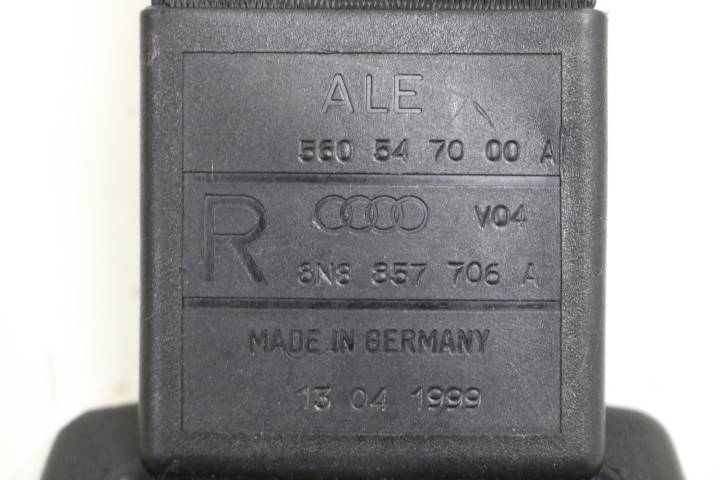 ALE
560 54 70 00 A
R V04
8N8 857 706 A
MADE IN GERMANY
13 04 1999